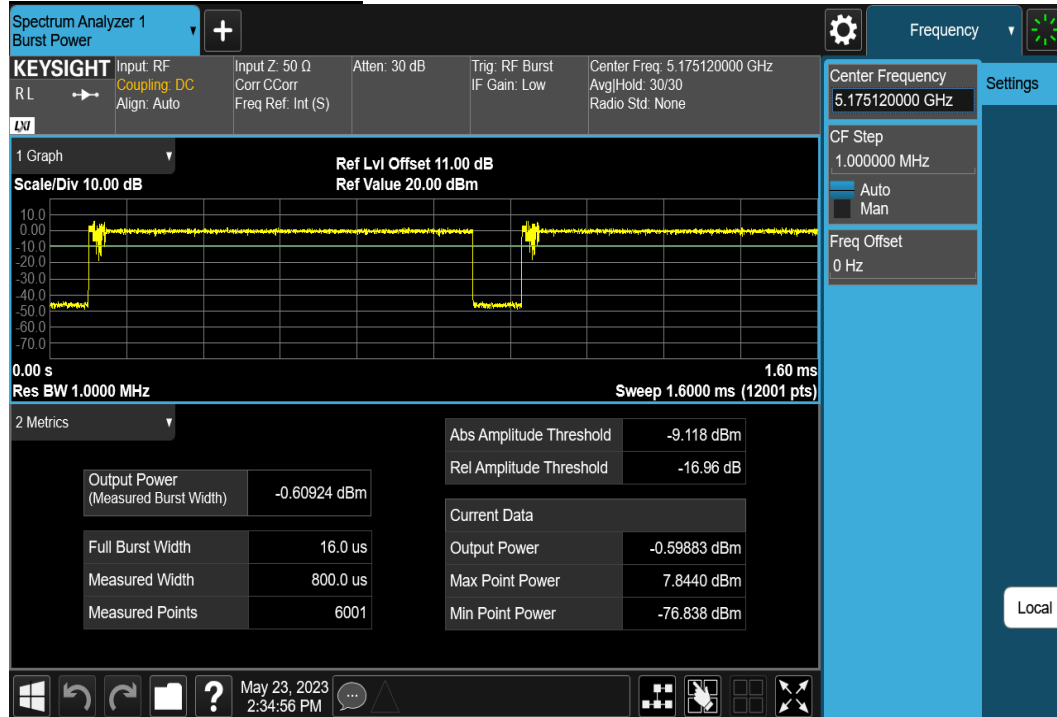 Spectrum Analyzer 1
Burst Power
Frequency
KEYSIGHT
RL
LXI
Input: RF
Coupling: DC
Align: Auto
Input Z: 50 Ω
Corr CCorr
Freq Ref: Int (S)
Atten: 30 dB
Trig: RF Burst
IF Gain: Low
Center Freq: 5.175120000 GHz
Avg|Hold: 30/30
Radio Std: None
1 Graph
Scale/Div 10.00 dB
Ref Lvl Offset 11.00 dB
Ref Value 20.00 dBm
10.0
0.00
-10.0
-20.0
-30.0
-40.0
-50.0
-60.0
-70.0
0.00 s
1.60 ms
Res BW 1.0000 MHz
Sweep 1.6000 ms (12001 pts)
2 Metrics
Output Power
(Measured Burst Width)
-0.60924 dBm
Full Burst Width 16.0 us
Measured Width 800.0 us
Measured Points 6001
Abs Amplitude Threshold -9.118 dBm
Rel Amplitude Threshold -16.96 dB
Current Data
Output Power -0.59883 dBm
Max Point Power 7.8440 dBm
Min Point Power -76.838 dBm
Center Frequency
5.175120000 GHz
CF Step
1.000000 MHz
Auto
Man
Freq Offset
0 Hz
Settings
Local
?
May 23, 2023
2:34:56 PM